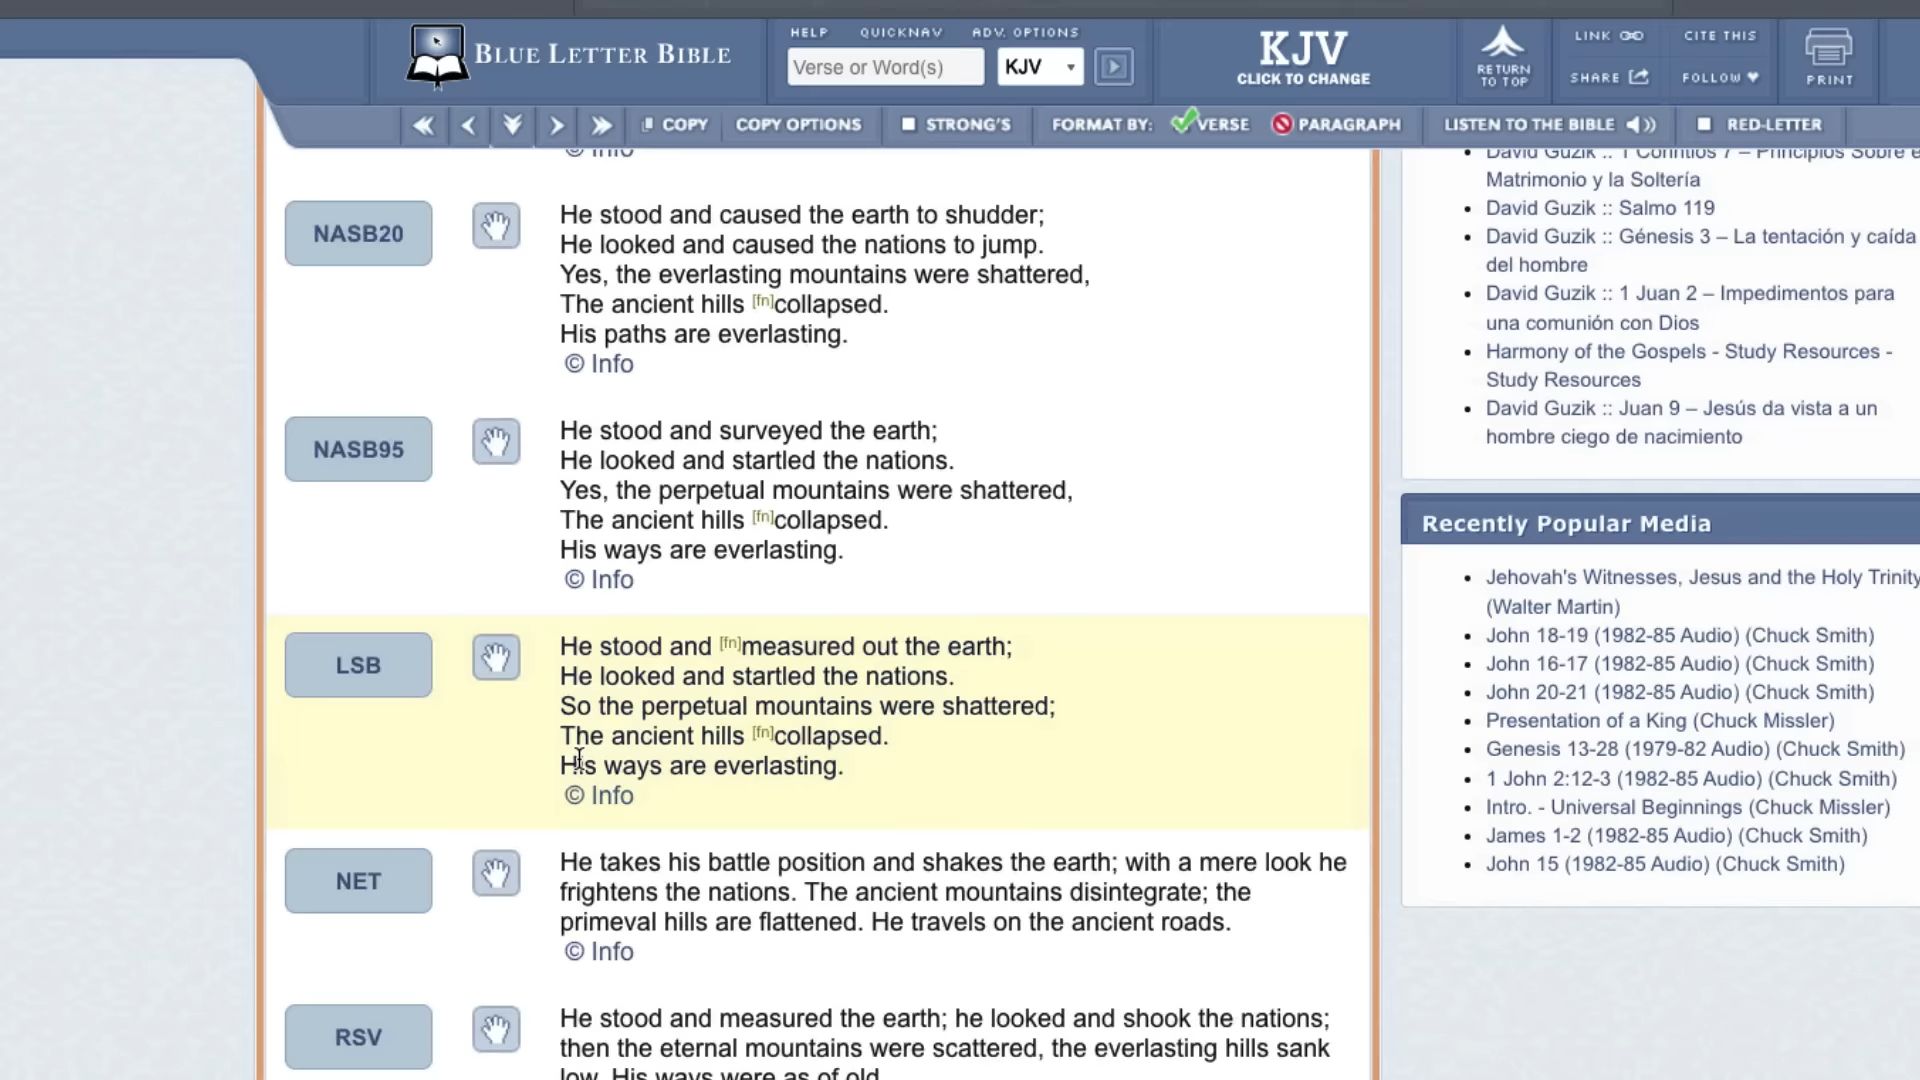 BLUE LETTER BIBLE
HELP QUICKNAV ADV. OPTIONS
Verse or Word(s) KJV
KJV
CLICK TO CHANGE
RETURN
TO TOP
LINK
SHARE
CITE THIS
FOLLOW
PRINT
COPY COPY OPTIONS STRONG'S FORMAT BY: VERSE PARAGRAPH LISTEN TO THE BIBLE RED-LETTER
© Info
NASB20
He stood and caused the earth to shudder;
He looked and caused the nations to jump.
Yes, the everlasting mountains were shattered,
The ancient hills [fn]collapsed.
His paths are everlasting.
© Info
NASB95
He stood and surveyed the earth;
He looked and startled the nations.
Yes, the perpetual mountains were shattered,
The ancient hills [fn]collapsed.
His ways are everlasting.
© Info
LSB
He stood and [fn]measured out the earth;
He looked and startled the nations.
So the perpetual mountains were shattered;
The ancient hills [fn]collapsed.
His ways are everlasting.
© Info
NET
He takes his battle position and shakes the earth; with a mere look he
frightens the nations. The ancient mountains disintegrate; the
primeval hills are flattened. He travels on the ancient roads.
© Info
RSV
He stood and measured the earth; he looked and shook the nations;
then the eternal mountains were scattered, the everlasting hills sank
low. His ways were as of old.
David Guzik :: 1 Corintios 7 – Principios Sobre e
Matrimonio y la Soltería
David Guzik :: Salmo 119
David Guzik :: Génesis 3 – La tentación y caída
del hombre
David Guzik :: 1 Juan 2 – Impedimentos para
una comunión con Dios
Harmony of the Gospels - Study Resources -
Study Resources
David Guzik :: Juan 9 – Jesús da vista a un
hombre ciego de nacimiento
Recently Popular Media
Jehovah's Witnesses, Jesus and the Holy Trinity
(Walter Martin)
John 18-19 (1982-85 Audio) (Chuck Smith)
John 16-17 (1982-85 Audio) (Chuck Smith)
John 20-21 (1982-85 Audio) (Chuck Smith)
Presentation of a King (Chuck Missler)
Genesis 13-28 (1979-82 Audio) (Chuck Smith)
1 John 2:12-3 (1982-85 Audio) (Chuck Smith)
Intro. - Universal Beginnings (Chuck Missler)
James 1-2 (1982-85 Audio) (Chuck Smith)
John 15 (1982-85 Audio) (Chuck Smith)